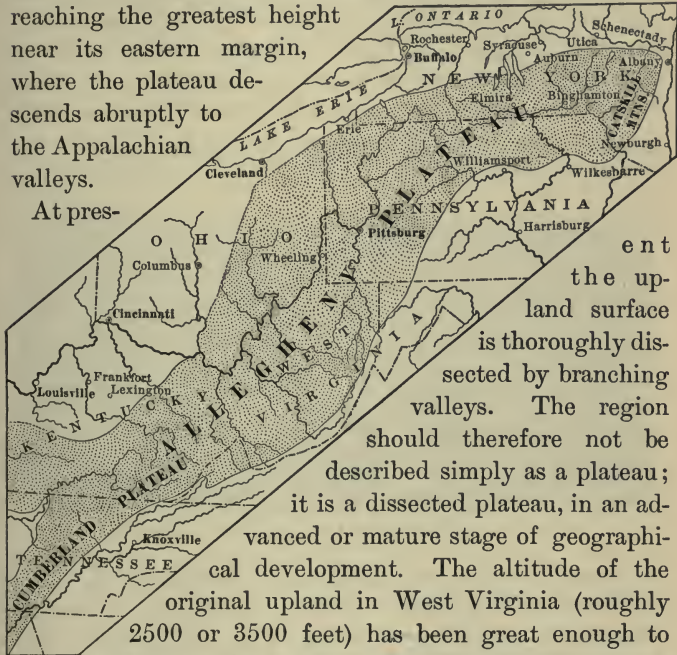 reaching the greatest height
near its eastern margin,
where the plateau de-
scends abruptly to
the Appalachian
valleys.
At pres-
ent
the up-
land surface
is thoroughly dis-
sected by branching
valleys. The region
should therefore not be
described simply as a plateau;
it is a dissected plateau, in an ad-
vanced or mature stage of geographi-
cal development. The altitude of the
original upland in West Virginia (roughly
2500 or 3500 feet) has been great enough to
L. ONTARIO
Rochester
Buffalo
Syracuse
Auburn
Utica
Schenectady
Albany
NEW YORK
Elmira
Binghamton
CATSKILL
MTNS.
Newburgh
LAKE ERIE
Erie
Cleveland
Williamsport
Wilkesbarre
PENNSYLVANIA
Harrisburg
Pittsburg
OHIO
Columbus
Wheeling
Cincinnati
ALLEGHENY PLATEAU
WEST
VIRGINIA
Frankfort
Louisville
Lexington
KENTUCKY
CUMBERLAND PLATEAU
Knoxville
TENNESSEE